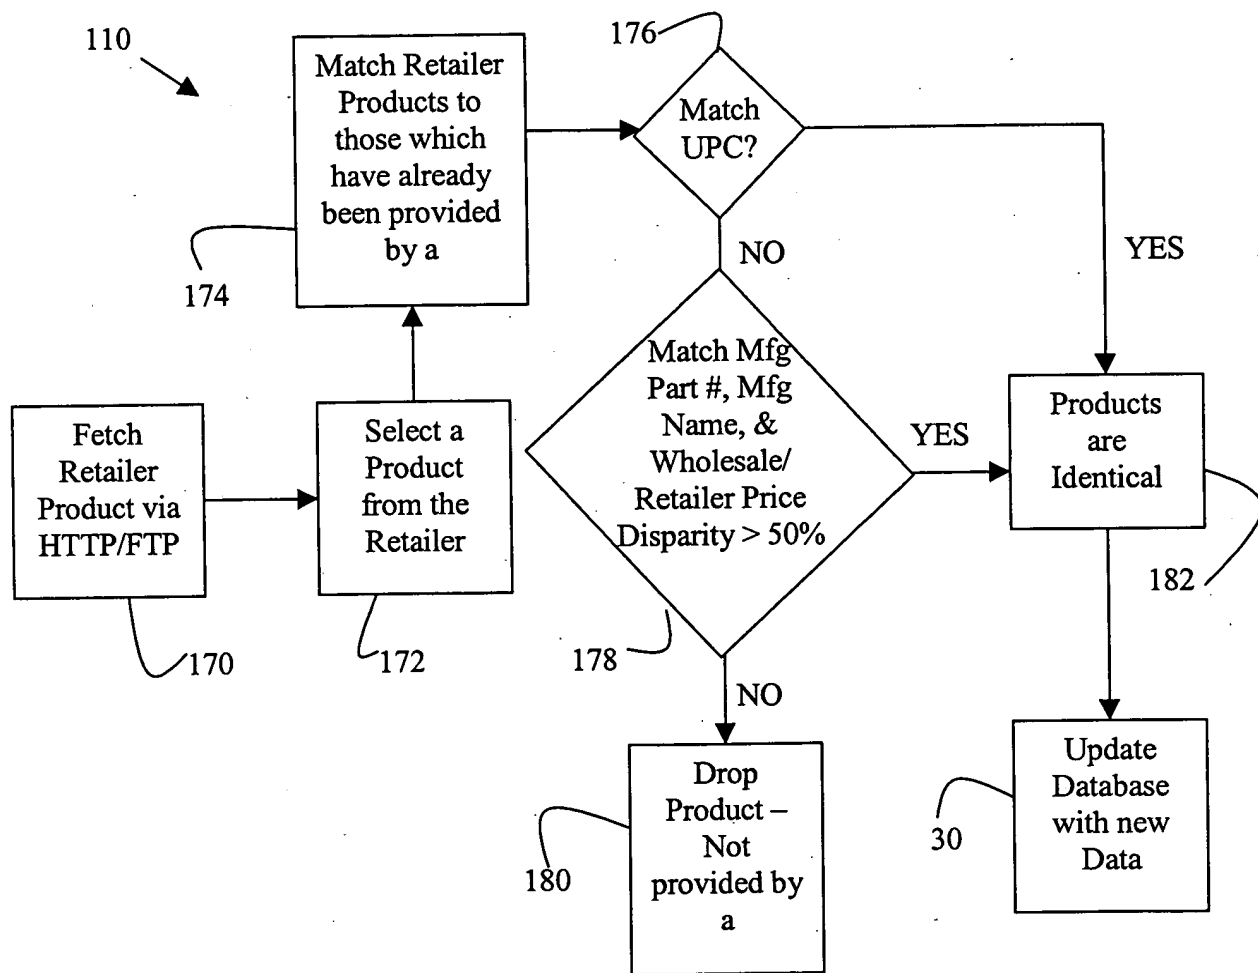 110
Match Retailer
Products to
those which
have already
been provided
by a
174
176
Match
UPC?
NO
YES
Fetch
Retailer
Product via
HTTP/FTP
170
Select a
Product
from the
Retailer
172
Match Mfg
Part #, Mfg
Name, &
Wholesale/
Retailer Price
Disparity > 50%
178
YES
Products
are
Identical
182
NO
Drop
Product –
Not
provided by
a
180
Update
Database
with new
Data
30